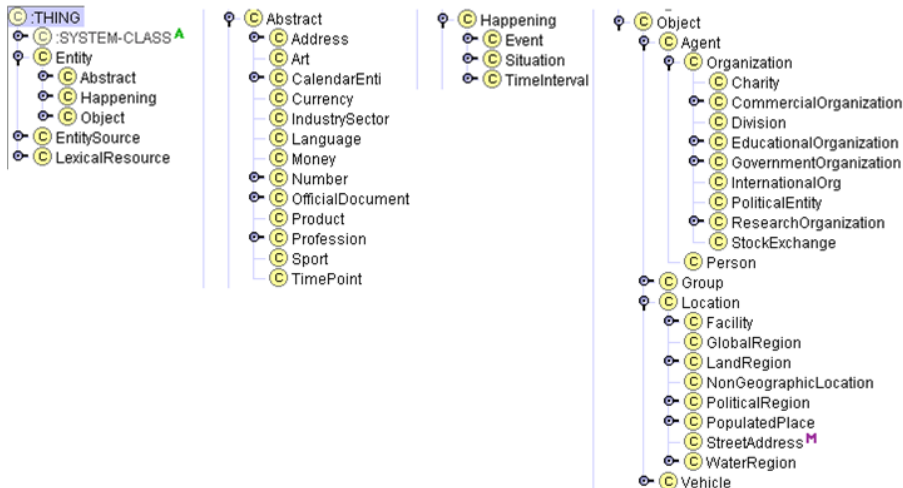 :THING
:SYSTEM-CLASS A
Entity
Abstract
Happening
Object
EntitySource
LexicalResource
Abstract
Address
Art
CalendarEnti
Currency
IndustrySector
Language
Money
Number
OfficialDocument
Product
Profession
Sport
TimePoint
Happening
Event
Situation
TimeInterval
Object
Agent
Organization
Charity
CommercialOrganization
Division
EducationalOrganization
GovernmentOrganization
InternationalOrg
PoliticalEntity
ResearchOrganization
StockExchange
Person
Group
Location
Facility
GlobalRegion
LandRegion
NonGeographicLocation
PoliticalRegion
PopulatedPlace
StreetAddress M
WaterRegion
Vehicle